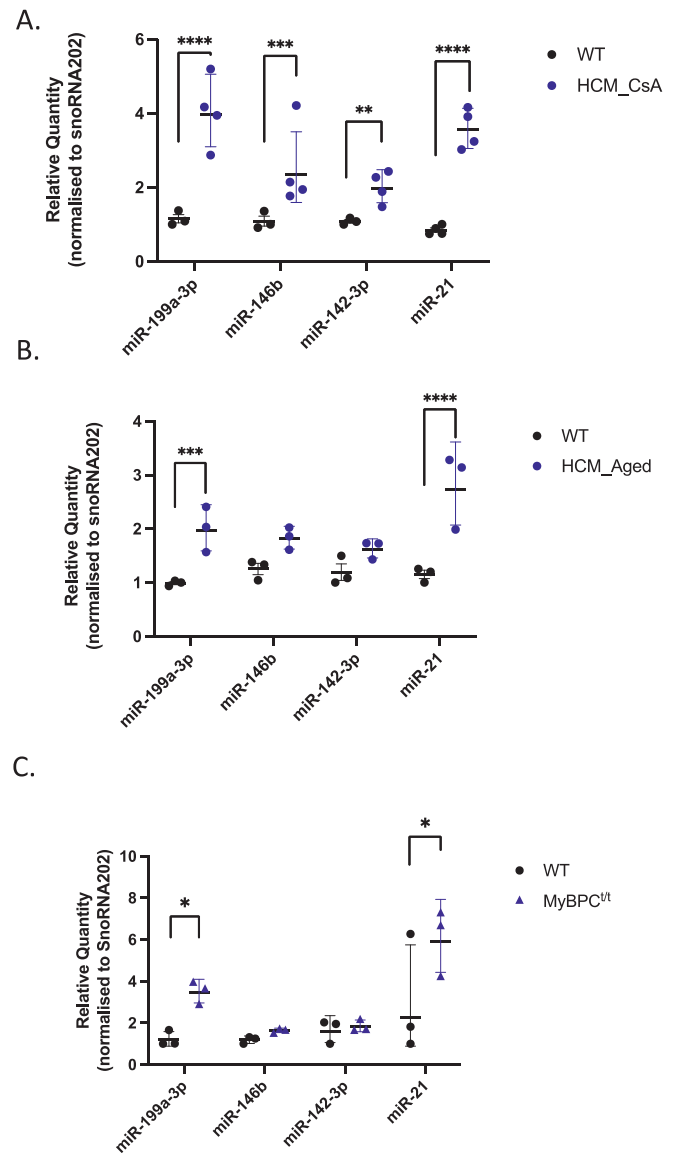 A.
Relative Quantity
(normalised to snoRNA202)
6
4
2
0
****
***
**
****
WT
HCM_CsA
miR-199a-3p
miR-146b
miR-142-3p
miR-21
B.
Relative Quantity
(normalised to snoRNA202)
4
3
2
1
0
***
****
WT
HCM_Aged
miR-199a-3p
miR-146b
miR-142-3p
miR-21
C.
Relative Quantity
(normalised to SnoRNA202)
10
8
6
4
2
0
*
*
WT
MyBPCt/t
miR-199a-3p
miR-146b
miR-142-3p
miR-21